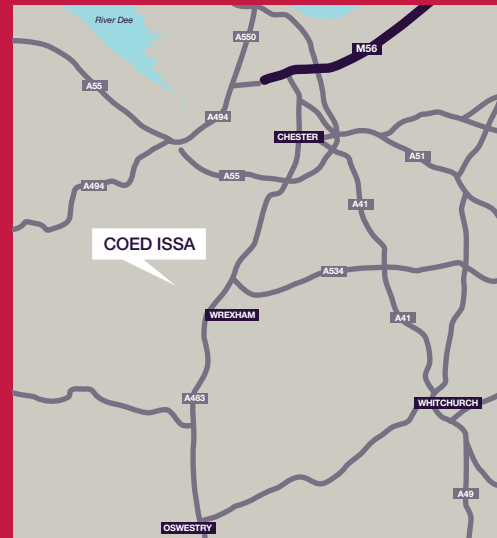 River Dee
A550
M56
A55
A494
CHESTER
A51
A55
A494
A41
COED ISSA
A534
WREXHAM
A41
A483
WHITCHURCH
A49
OSWESTRY